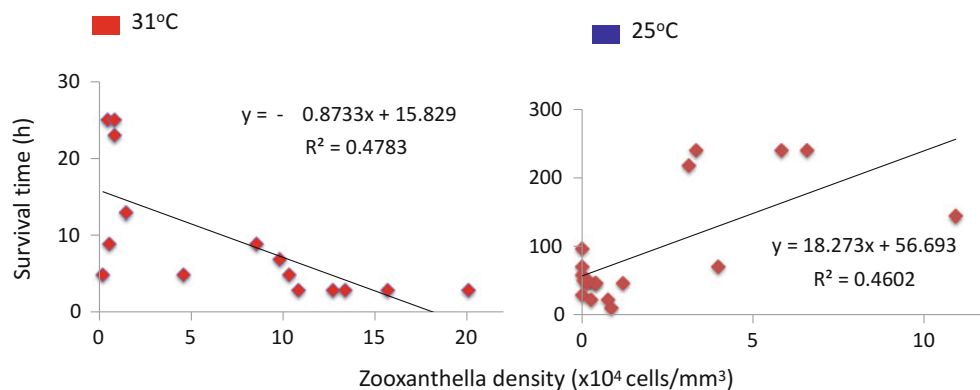 31°C
25°C
Survival time (h)
30
20
10
0
y = - 0.8733x + 15.829
R² = 0.4783
0 5 10 15 20
300
200
100
0
y = 18.273x + 56.693
R² = 0.4602
0 5 10
Zooxanthella density (x10⁴ cells/mm³)